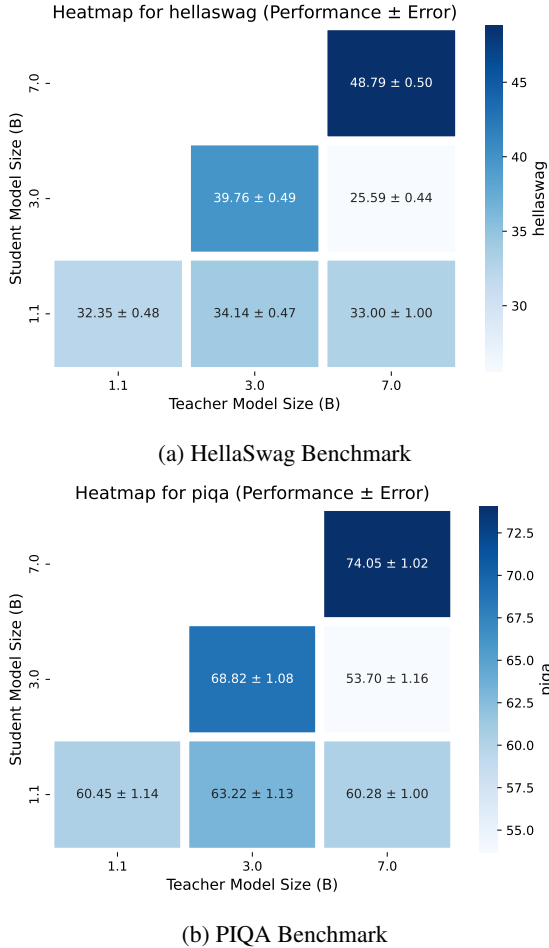 Heatmap for hellaswag (Performance ± Error)
Student Model Size (B)
7.0
48.79 ± 0.50
3.0
39.76 ± 0.49 25.59 ± 0.44
1.1
32.35 ± 0.48 34.14 ± 0.47 33.00 ± 1.00
1.1 3.0 7.0
Teacher Model Size (B)
45
40
35
30
hellaswag
(a) HellaSwag Benchmark
Heatmap for piqa (Performance ± Error)
Student Model Size (B)
7.0
74.05 ± 1.02
3.0
68.82 ± 1.08 53.70 ± 1.16
1.1
60.45 ± 1.14 63.22 ± 1.13 60.28 ± 1.00
1.1 3.0 7.0
Teacher Model Size (B)
72.5
70.0
67.5
65.0
62.5
60.0
57.5
55.0
piqa
(b) PIQA Benchmark